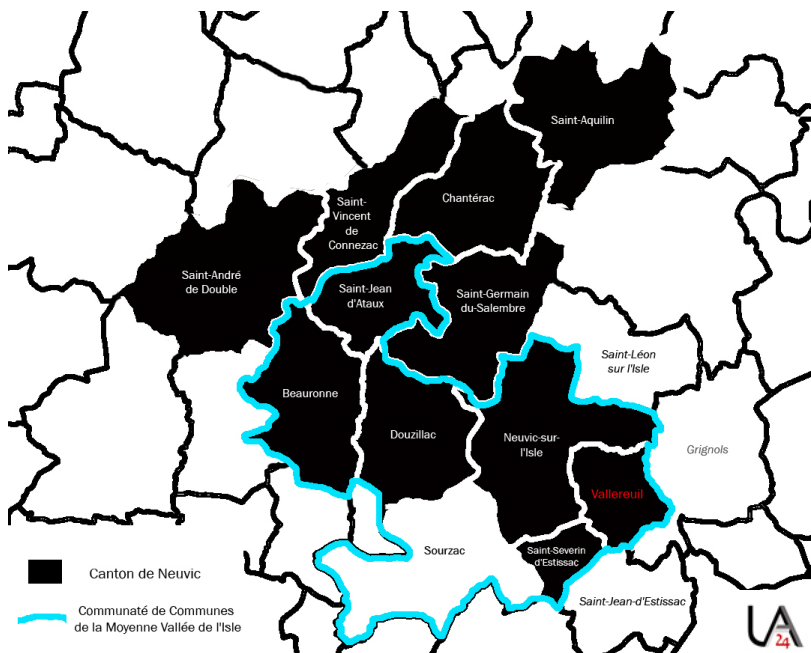 Saint-Aquilin
Chantérac
Saint-
Vincent
de
Connezac
Saint-André
de Double
Saint-Jean
d'Ataux
Saint-Germain
du-Salembre
Saint-Léon
sur l'Isle
Beauronne
Douzillac
Neuvic-sur-
l'Isle
Grignols
Vallereuil
Sourzac
Saint-Severin
d'Estissac
Saint-Jean-d'Estissac
Canton de Neuvic
Communaté de Communes
de la Moyenne Vallée de l'Isle
UA
24